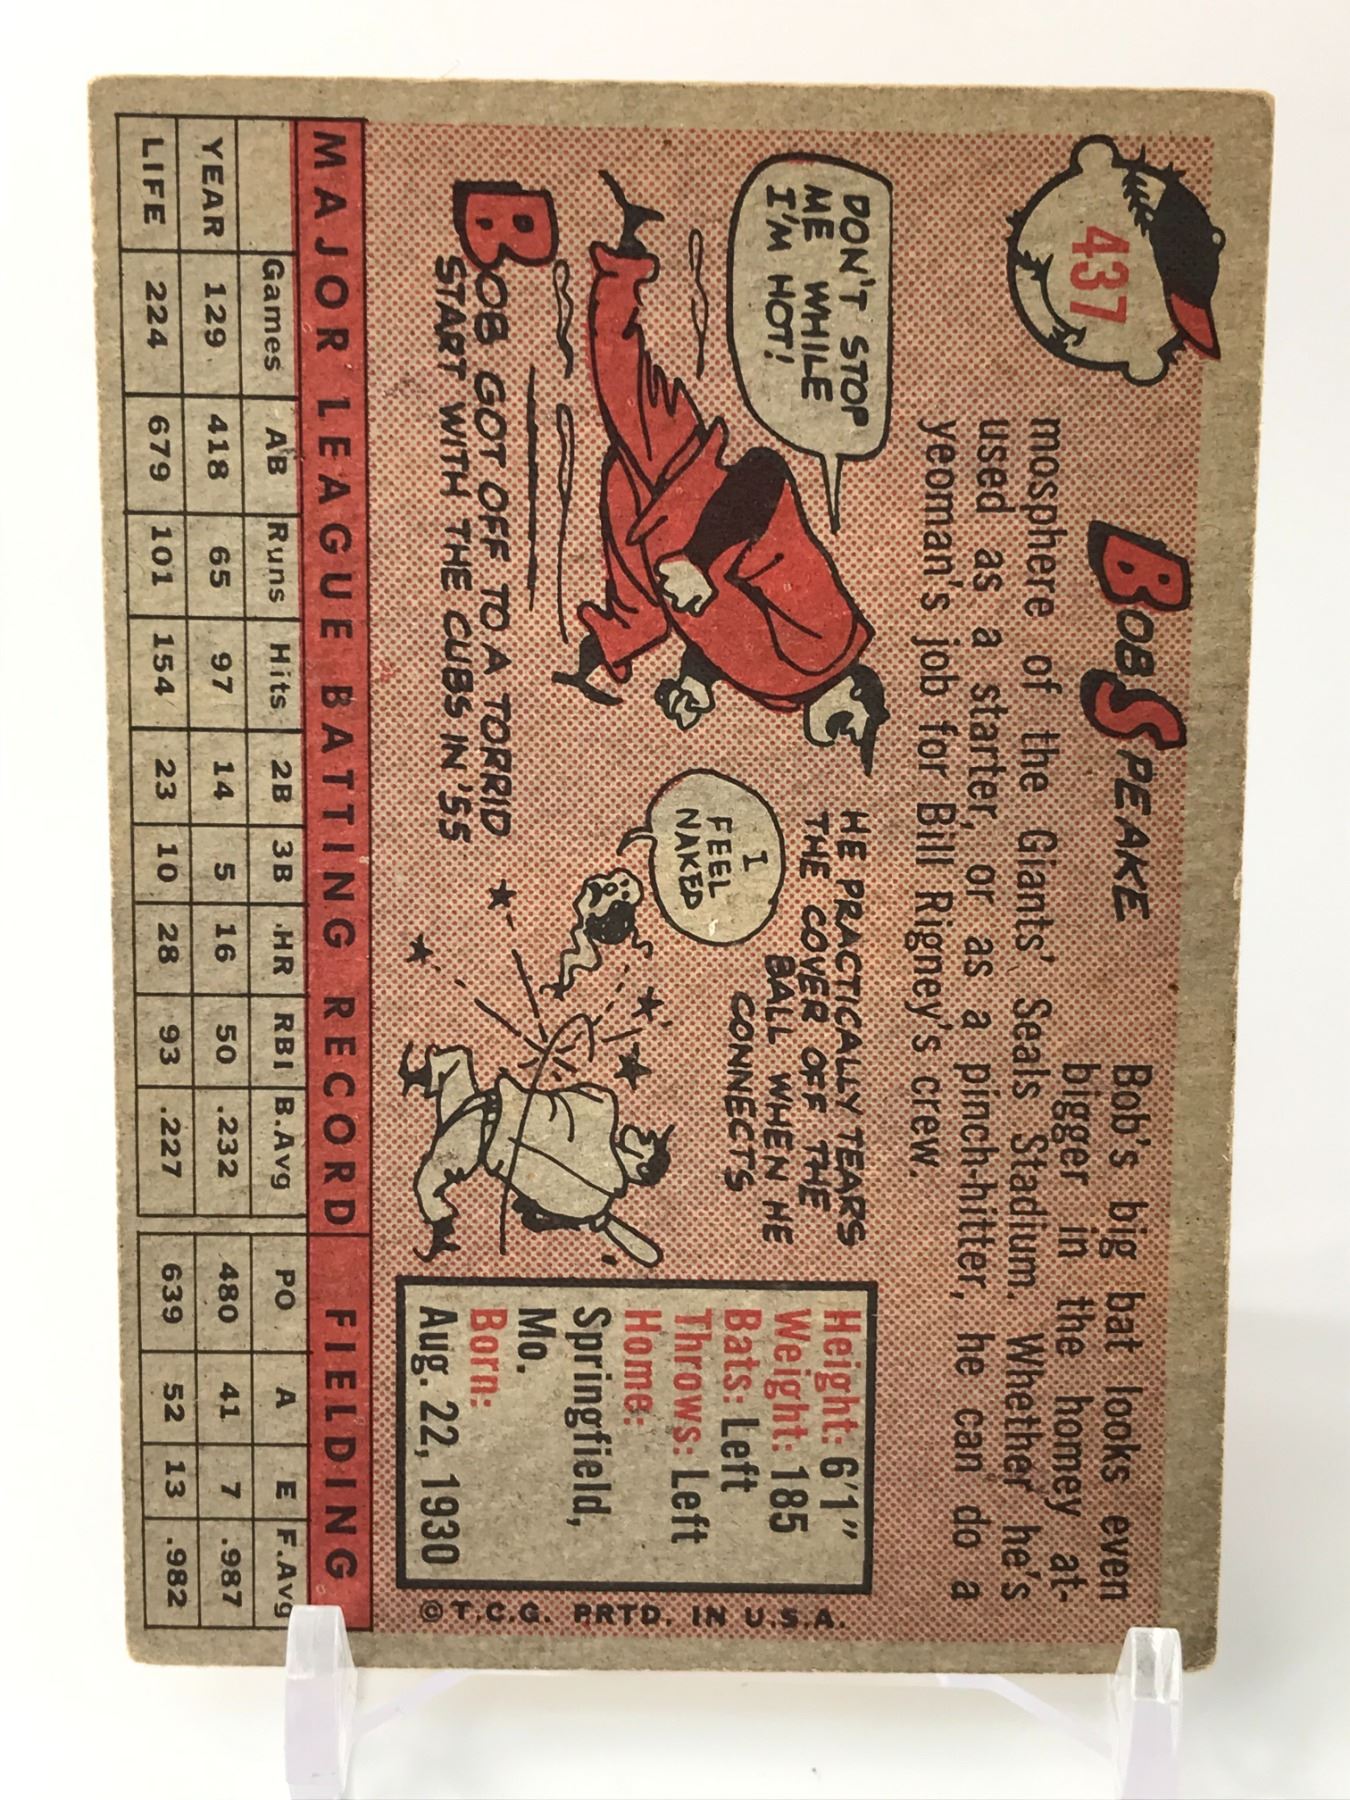 437
BOB SPEAKE
Bob's big bat looks even
bigger in the homey at-
mosphere of the Giants' Seals Stadium. Whether he's
used as a starter, or as a pinch-hitter, he can do a
yeoman's job for Bill Rigney's crew.
DON'T STOP
ME WHILE
I'M HOT!
BOB GOT OFF TO A TORRID
START WITH THE CUBS IN '55
HE PRACTICALLY TEARS
THE COVER OFF THE
BALL WHEN HE
CONNECTS
I
FEEL
NAKED
Height: 6'1"
Weight: 185
Bats: Left
Throws: Left
Home:
Springfield,
Mo.
Born:
Aug. 22, 1930
© T.C.G. PRTD. IN U.S.A.
MAJOR LEAGUE BATTING RECORD FIELDING
Games AB Runs Hits 2B 3B HR RBI B.Avg PO A E F.Avg
YEAR 129 418 65 97 14 5 16 50 .232 480 41 7 .987
LIFE 224 679 101 154 23 10 28 93 .227 639 52 13 .982